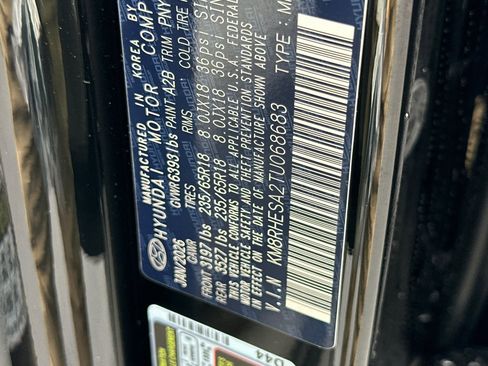 MANUFACTURED IN KOREA BY
HYUNDAI MOTOR COMP
JAN/2026 GVWR 6393 lbs PAINT A2B TRIM PNY
GAWR TIRES RIMS COLD TIRE
FRONT 3197 lbs 235/65R18 8.0JX18 36psi SIN
REAR 3527 lbs 235/65R18 8.0JX18 36psi SIN
THIS VEHICLE CONFORMS TO ALL APPLICABLE U.S.A. FEDERAL
MOTOR VEHICLE SAFETY AND THEFT PREVENTION STANDARDS
IN EFFECT ON THE DATE OF MANUFACTURE SHOWN ABOVE
V.I.N KM8RHESA2TU068683 TYPE:
D44